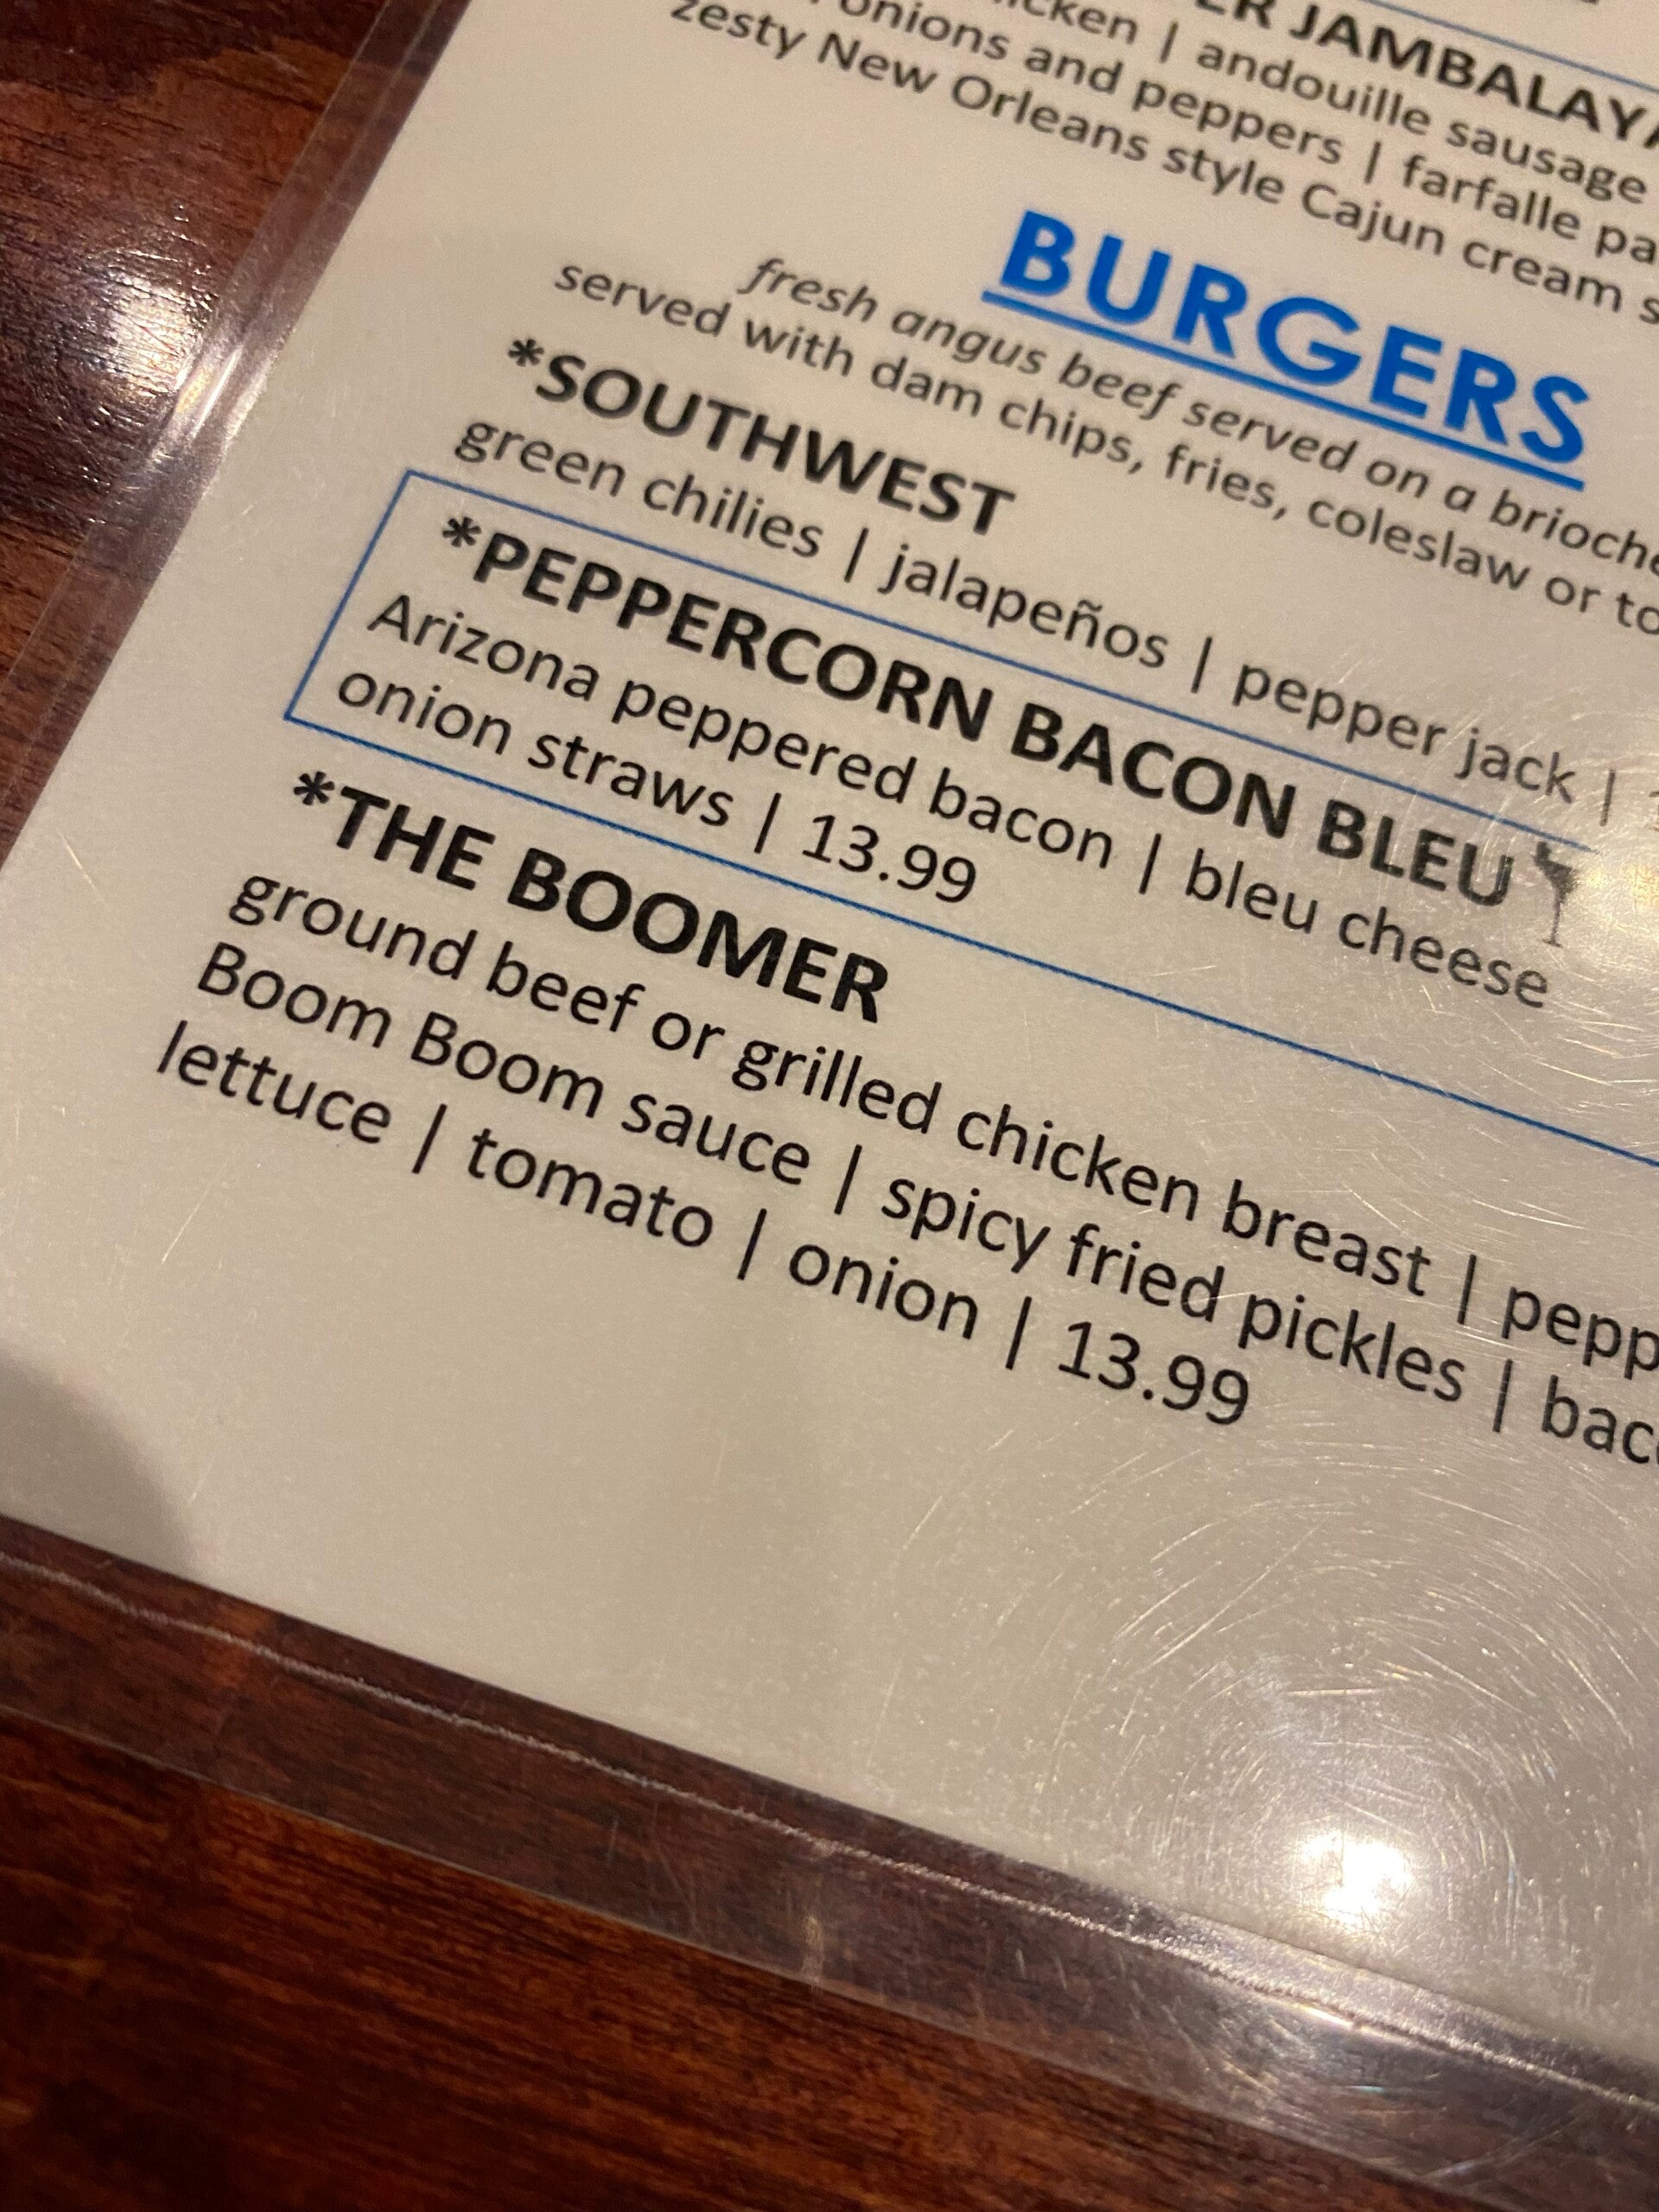 JAMBALAYA
| andouille sausage
onions and peppers | farfalle
zesty New Orleans style Cajun cream
BURGERS
fresh angus beef served on a brioche
served with dam chips, fries, coleslaw or
*SOUTHWEST
green chilies | jalapeños | pepper jack |
*PEPPERCORN BACON BLEU
Arizona peppered bacon | bleu cheese
onion straws | 13.99
*THE BOOMER
ground beef or grilled chicken breast |
Boom Boom sauce | spicy fried pickles |
lettuce | tomato | onion | 13.99